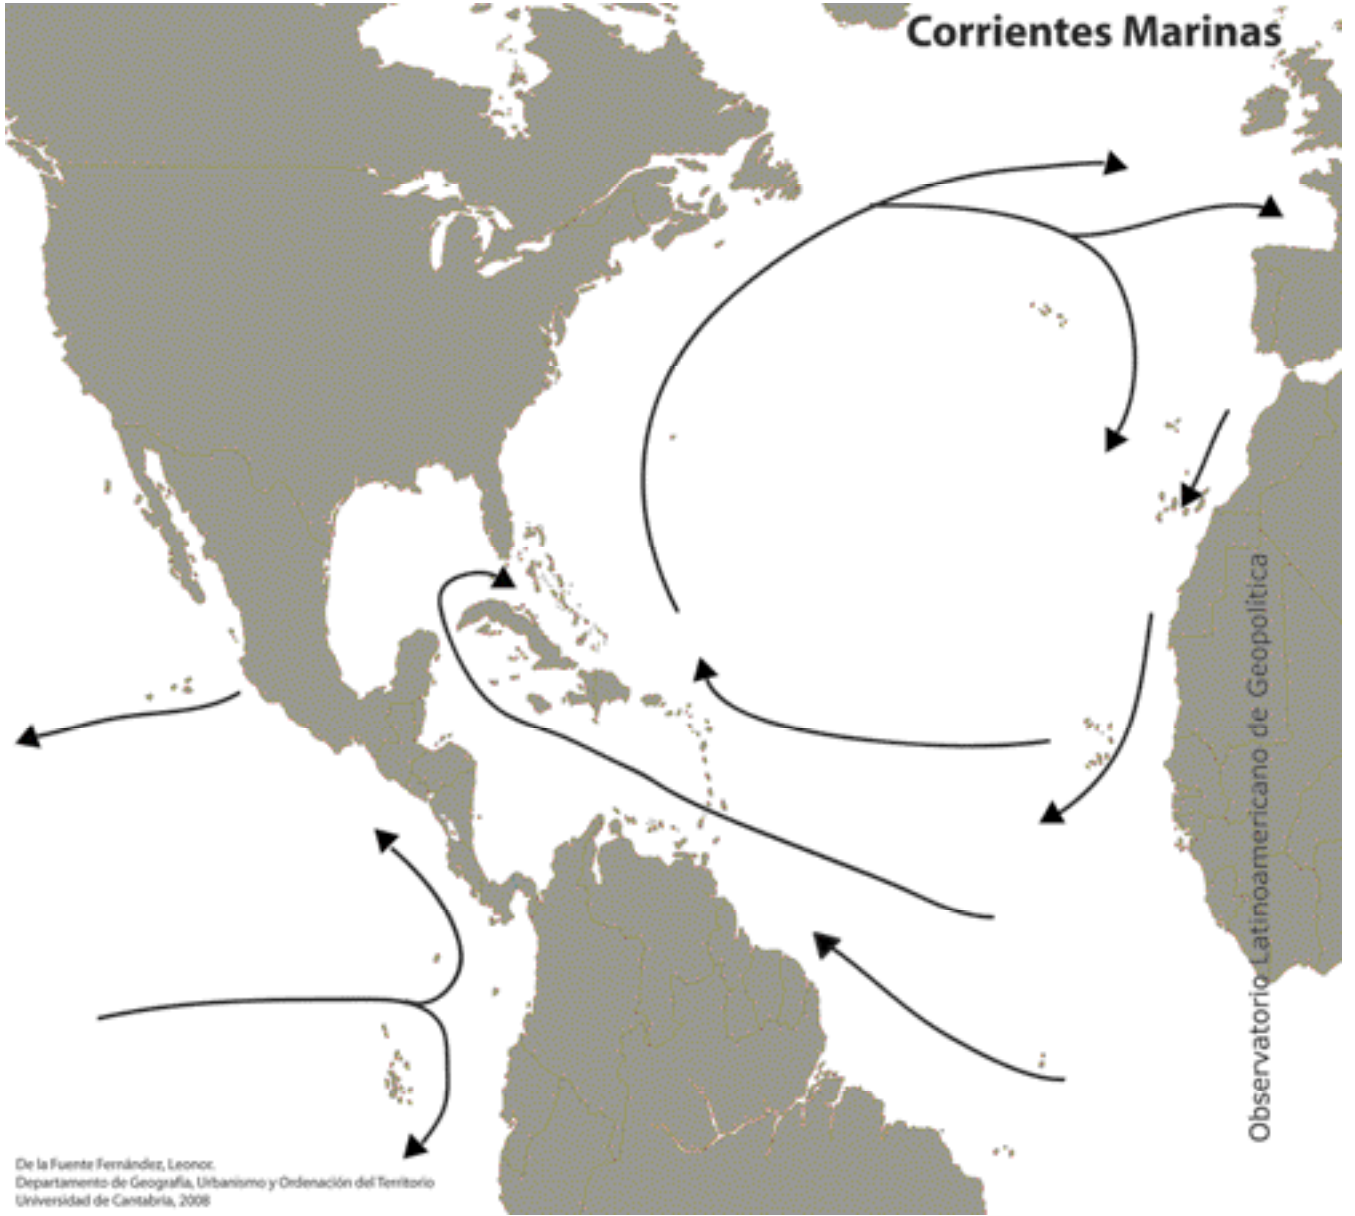 Corrientes Marinas
Observatorio Latinoamericano de Geopolítica
De la Fuente Fernández, Leonor.
Departamento de Geografía, Urbanismo y Ordenación del Territorio
Universidad de Cantabria, 2008